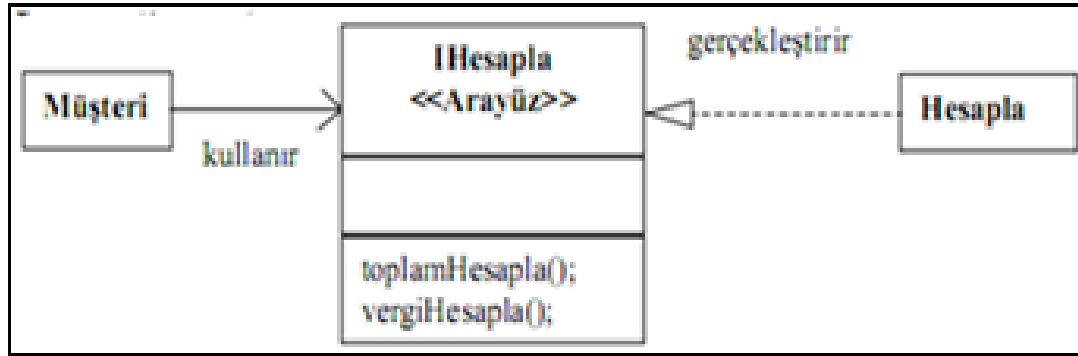 IHesapla
<<Arayüz>>
gerçekleştirir
Müşteri
Hesapla
kullanır
toplamHesapla();
vergiHesapla();